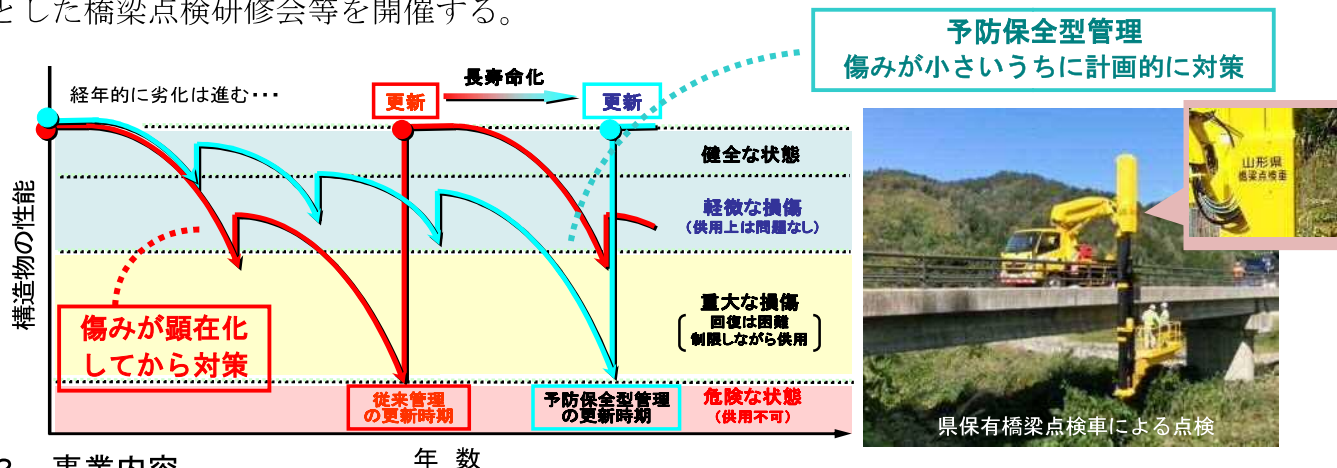 とした橋梁点検研修会等を開催する。
予防保全型管理
傷みが小さいうちに計画的に対策
長寿命化
経年的に劣化は進む･･･
更新
更新
健全な状態
山形県
橋梁点検車
構造物の性能
軽微な損傷
(供用上は問題なし)
重大な損傷
回復は困難
制限しながら供用
傷みが顕在化
してから対策
従来管理
の更新時期
予防保全型管理
の更新時期
危険な状態
(供用不可)
県保有橋梁点検車による点検
年 数
事業内容